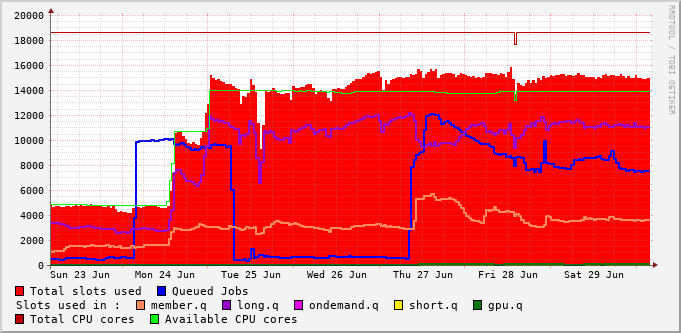 20000
18000
16000
14000
12000
10000
8000
6000
4000
2000
0
Sun 23 Jun Mon 24 Jun Tue 25 Jun Wed 26 Jun Thu 27 Jun Fri 28 Jun Sat 29 Jun
Total slots used Queued Jobs
Slots used in : member.q long.q ondemand.q short.q gpu.q
Total CPU cores Available CPU cores
RRDTOOL / TOBI OETIKER